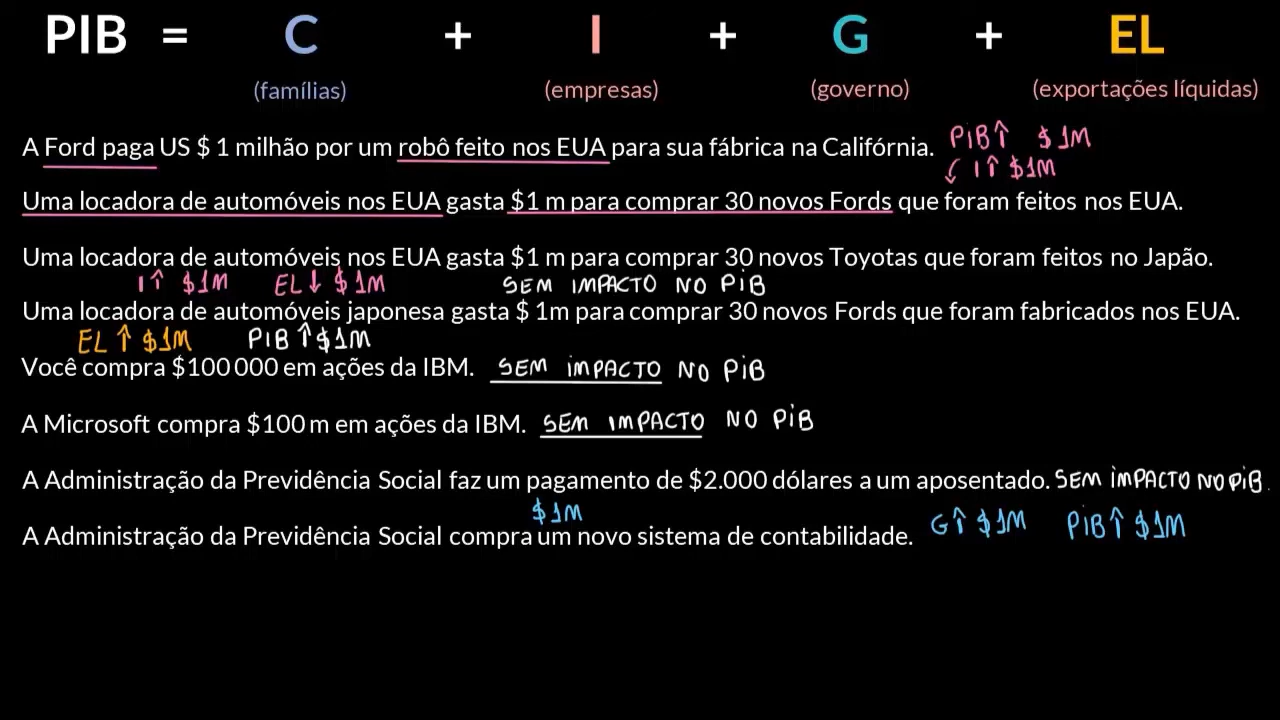 PIB = C + I + G + EL
(famílias) (empresas) (governo) (exportações líquidas)
A Ford paga US $ 1 milhão por um robô feito nos EUA para sua fábrica na Califórnia. PiB↑ $1M
I↑ $1M
Uma locadora de automóveis nos EUA gasta $1 m para comprar 30 novos Fords que foram feitos nos EUA.
Uma locadora de automóveis nos EUA gasta $1 m para comprar 30 novos Toyotas que foram feitos no Japão.
I↑ $1M EL↓ $1M SEM IMPACTO NO PiB
Uma locadora de automóveis japonesa gasta $ 1m para comprar 30 novos Fords que foram fabricados nos EUA.
EL↑ $1M PiB↑$1M
Você compra $100 000 em ações da IBM. SEM iMPACTO NO PiB
A Microsoft compra $100 m em ações da IBM. SEM IMPACTO NO PiB
A Administração da Previdência Social faz um pagamento de $2.000 dólares a um aposentado. SEM iMPACTO NO PiB.
$1M
A Administração da Previdência Social compra um novo sistema de contabilidade. G↑ $1M PiB↑ $1M